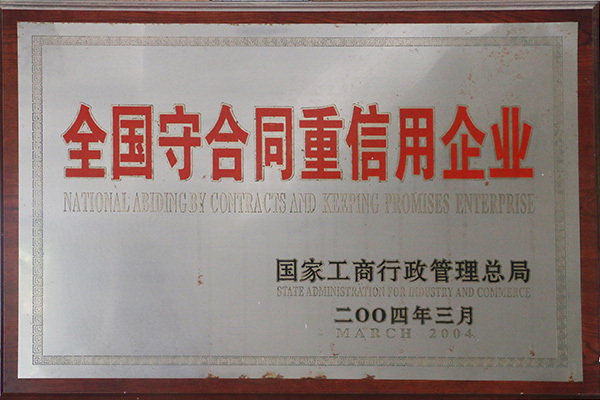 全国守合同重信用企业
NATIONAL ABIDING BY CONTRACTS AND KEEPING PROMISES ENTERPRISE
国家工商行政管理总局
STATE ADMINISTRATION FOR INDUSTRY AND COMMERCE
二〇〇四年三月
MARCH 2004